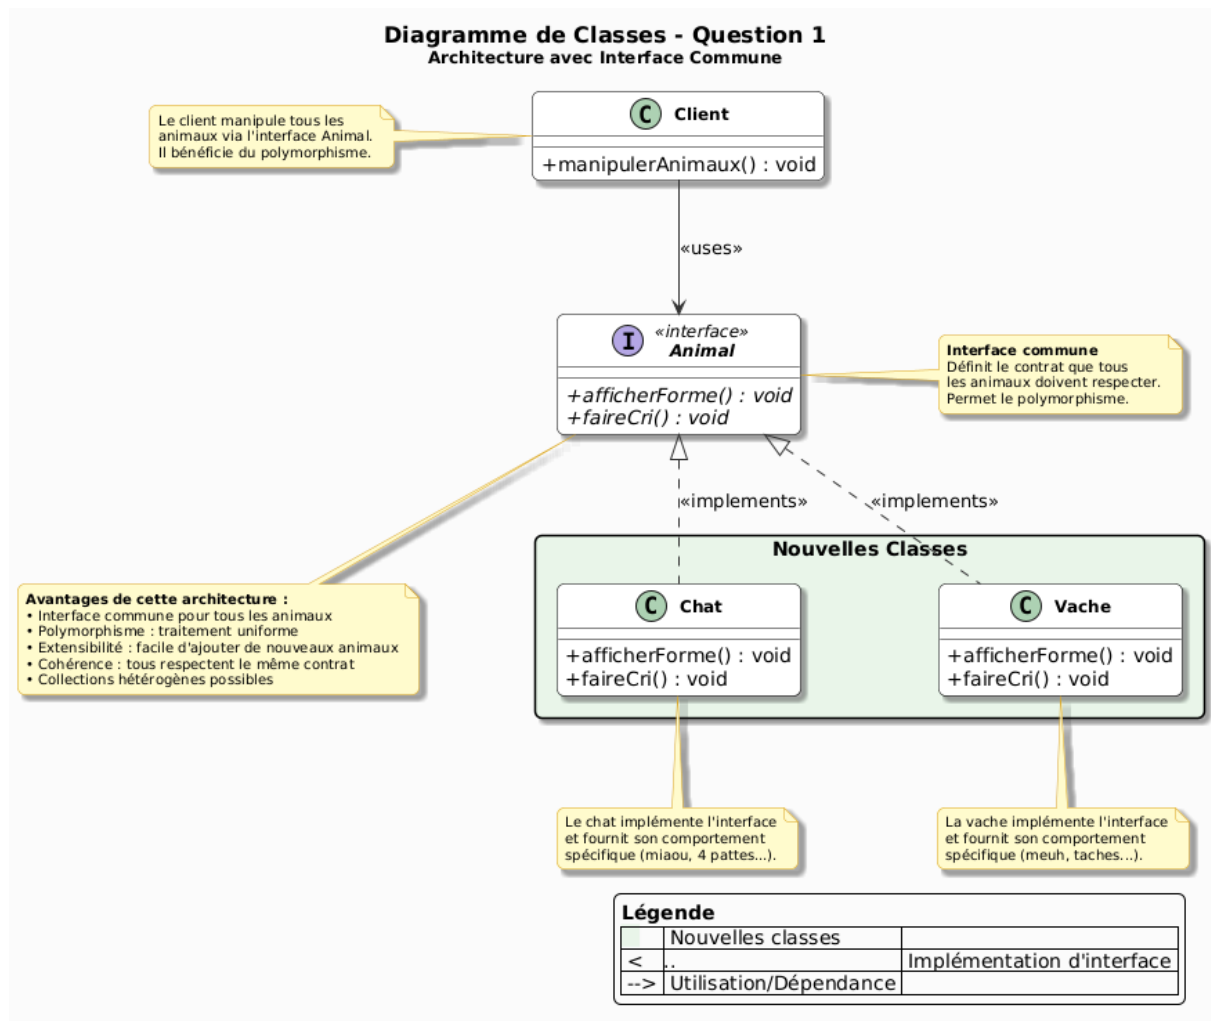 Diagramme de Classes - Question 1
Architecture avec Interface Commune
Le client manipule tous les
animaux via l'interface Animal.
Il bénéficie du polymorphisme.
C Client
+manipulerAnimaux() : void
«uses»
I «interface»
Animal
+afficherForme() : void
+faireCri() : void
Interface commune
Définit le contrat que tous
les animaux doivent respecter.
Permet le polymorphisme.
«implements»
«implements»
Nouvelles Classes
Avantages de cette architecture :
• Interface commune pour tous les animaux
• Polymorphisme : traitement uniforme
• Extensibilité : facile d'ajouter de nouveaux animaux
• Cohérence : tous respectent le même contrat
• Collections hétérogènes possibles
C Chat
+afficherForme() : void
+faireCri() : void
C Vache
+afficherForme() : void
+faireCri() : void
Le chat implémente l'interface
et fournit son comportement
spécifique (miaou, 4 pattes...).
La vache implémente l'interface
et fournit son comportement
spécifique (meuh, taches...).
Légende
Nouvelles classes
< .. Implémentation d'interface
--> Utilisation/Dépendance